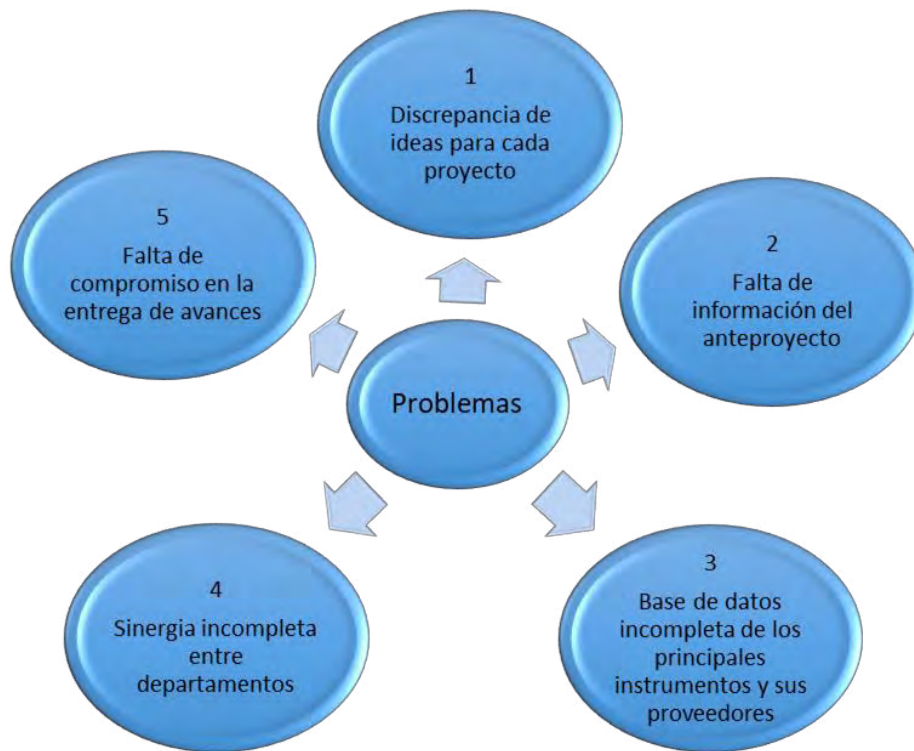 1
Discrepancia de
ideas para cada
proyecto
2
Falta de
información del
anteproyecto
3
Base de datos
incompleta de los
principales
instrumentos y sus
proveedores
4
Sinergia incompleta
entre
departamentos
5
Falta de
compromiso en la
entrega de avances
Problemas